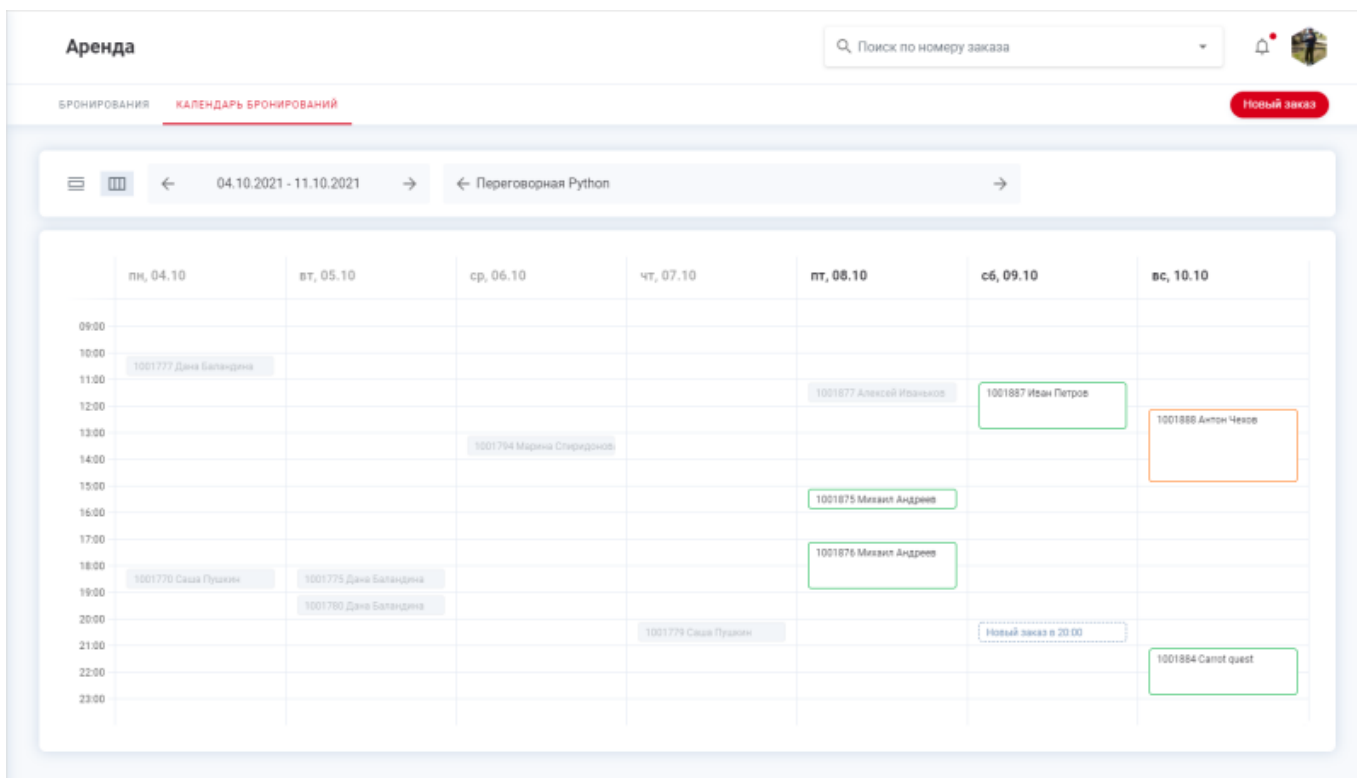 Аренда
Поиск по номеру заказа
БРОНИРОВАНИЯ КАЛЕНДАРЬ БРОНИРОВАНИЙ
Новый заказ
04.10.2021 - 11.10.2021
Переговорная Python
пн, 04.10 вт, 05.10 ср, 06.10 чт, 07.10 пт, 08.10 сб, 09.10 вс, 10.10
09:00
10:00
1001777 Дана Баландина
11:00
1001877 Алексей Иваньков
1001887 Иван Петров
12:00
1001888 Антон Чехов
13:00
1001794 Марина Спиридонов
14:00
15:00
1001875 Михаил Андреев
16:00
17:00
1001876 Михаил Андреев
18:00
1001770 Саша Пушкин
1001775 Дана Баландина
19:00
1001780 Дана Баландина
20:00
1001779 Саша Пушкин
Новый заказ в 20:00
21:00
1001884 Carrot quest
22:00
23:00